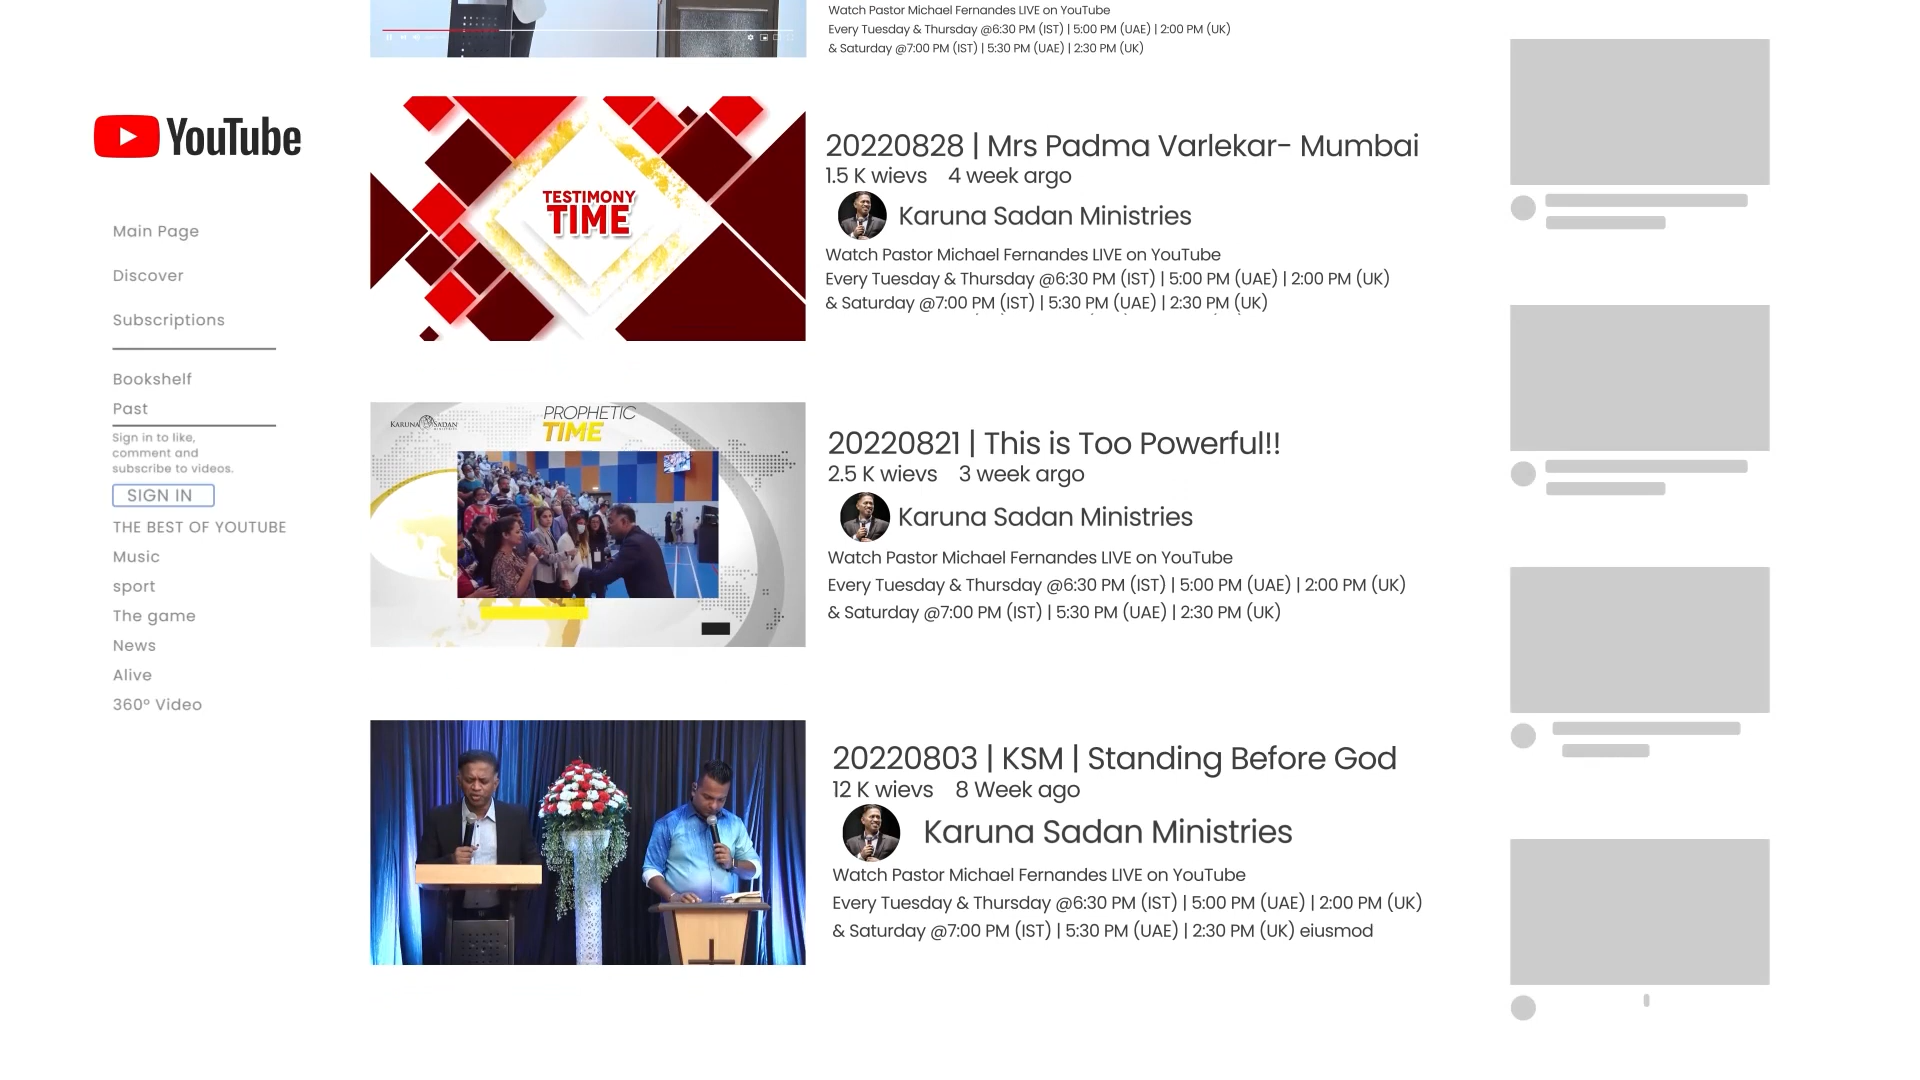 Watch Pastor Michael Fernandes LIVE on YouTube
Every Tuesday & Thursday @6:30 PM (IST) | 5:00 PM (UAE) | 2:00 PM (UK)
& Saturday @7:00 PM (IST) | 5:30 PM (UAE) | 2:30 PM (UK)
YouTube
Main Page
Discover
Subscriptions
Bookshelf
Past
Sign in to like,
comment and
subscribe to videos.
SIGN IN
THE BEST OF YOUTUBE
Music
sport
The game
News
Alive
360° Video
TESTIMONY
TIME
20220828 | Mrs Padma Varlekar- Mumbai
1.5 K wievs 4 week argo
Karuna Sadan Ministries
Watch Pastor Michael Fernandes LIVE on YouTube
Every Tuesday & Thursday @6:30 PM (IST) | 5:00 PM (UAE) | 2:00 PM (UK)
& Saturday @7:00 PM (IST) | 5:30 PM (UAE) | 2:30 PM (UK)
KARUNA SADAN
PROPHETIC
TIME
20220821 | This is Too Powerful!!
2.5 K wievs 3 week argo
Karuna Sadan Ministries
Watch Pastor Michael Fernandes LIVE on YouTube
Every Tuesday & Thursday @6:30 PM (IST) | 5:00 PM (UAE) | 2:00 PM (UK)
& Saturday @7:00 PM (IST) | 5:30 PM (UAE) | 2:30 PM (UK)
20220803 | KSM | Standing Before God
12 K wievs 8 Week ago
Karuna Sadan Ministries
Watch Pastor Michael Fernandes LIVE on YouTube
Every Tuesday & Thursday @6:30 PM (IST) | 5:00 PM (UAE) | 2:00 PM (UK)
& Saturday @7:00 PM (IST) | 5:30 PM (UAE) | 2:30 PM (UK) eiusmod